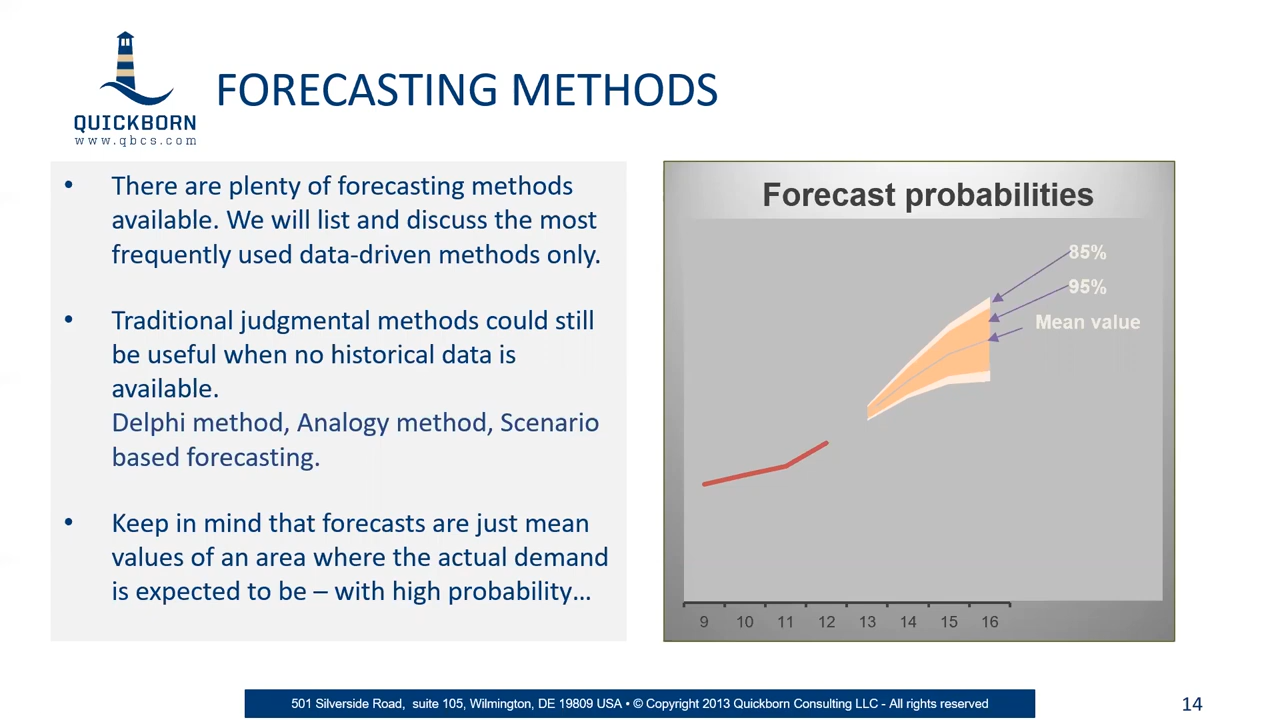 QUICKBORN
www.qbcs.com
FORECASTING METHODS
• There are plenty of forecasting methods
available. We will list and discuss the most
frequently used data-driven methods only.
• Traditional judgmental methods could still
be useful when no historical data is
available.
Delphi method, Analogy method, Scenario
based forecasting.
• Keep in mind that forecasts are just mean
values of an area where the actual demand
is expected to be – with high probability…
Forecast probabilities
85%
95%
Mean value
9 10 11 12 13 14 15 16
501 Silverside Road, suite 105, Wilmington, DE 19809 USA • © Copyright 2013 Quickborn Consulting LLC - All rights reserved
14